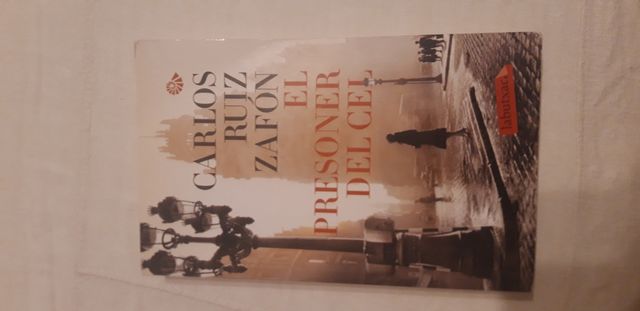 CARLOS
RUIZ
ZAFÓN
EL
PRESONER
DEL CEL
labutxaca